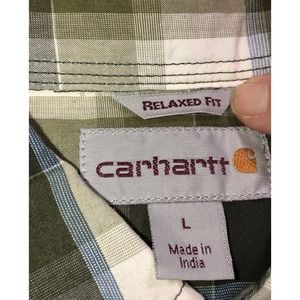 RELAXED FIT
carhartt
L
Made in
India